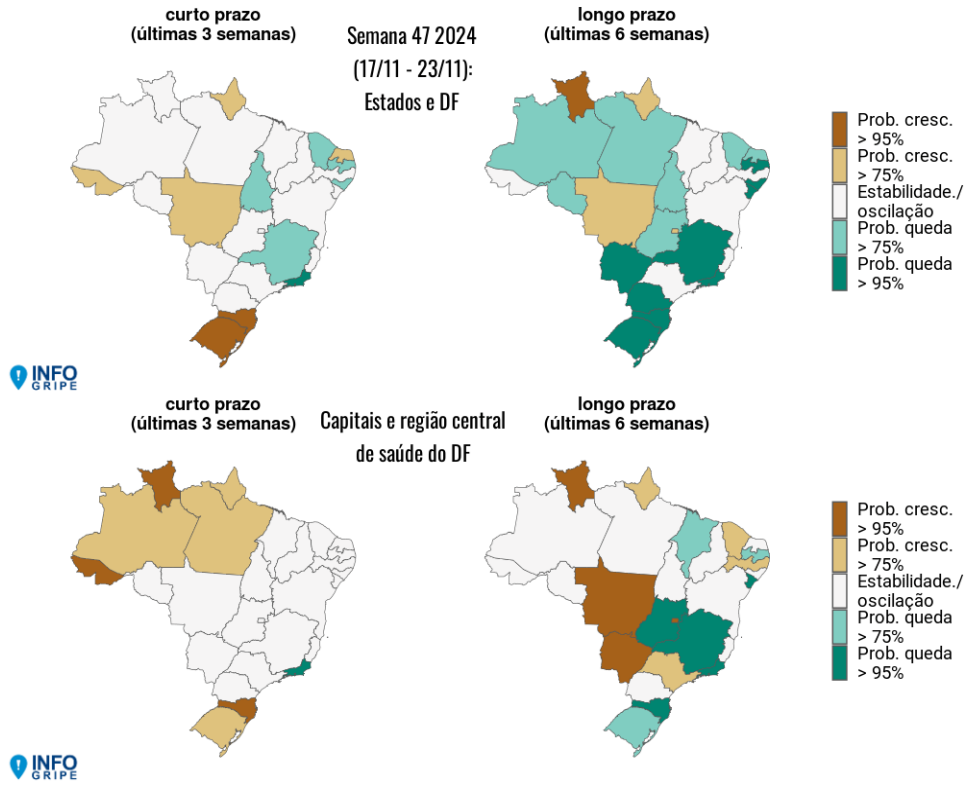 curto prazo
(últimas 3 semanas)
Semana 47 2024
(17/11 - 23/11):
Estados e DF
longo prazo
(últimas 6 semanas)
Prob. cresc.
> 95%
Prob. cresc.
> 75%
Estabilidade./
oscilação
Prob. queda
> 75%
Prob. queda
> 95%
INFO
GRIPE
curto prazo
(últimas 3 semanas)
Capitais e região central
de saúde do DF
longo prazo
(últimas 6 semanas)
Prob. cresc.
> 95%
Prob. cresc.
> 75%
Estabilidade./
oscilação
Prob. queda
> 75%
Prob. queda
> 95%
INFO
GRIPE